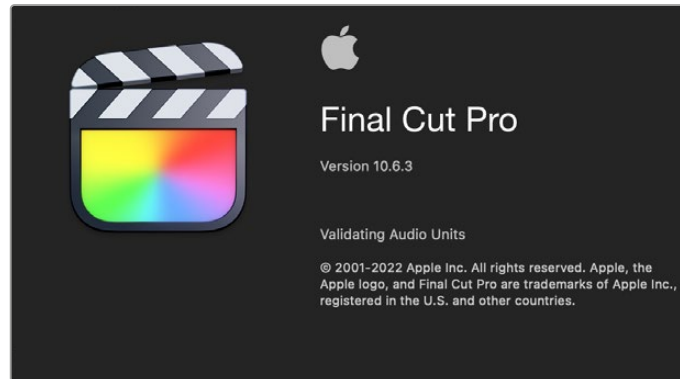 Final Cut Pro
Version 10.6.3
Validating Audio Units
© 2001-2022 Apple Inc. All rights reserved. Apple, the
Apple logo, and Final Cut Pro are trademarks of Apple Inc.,
registered in the U.S. and other countries.